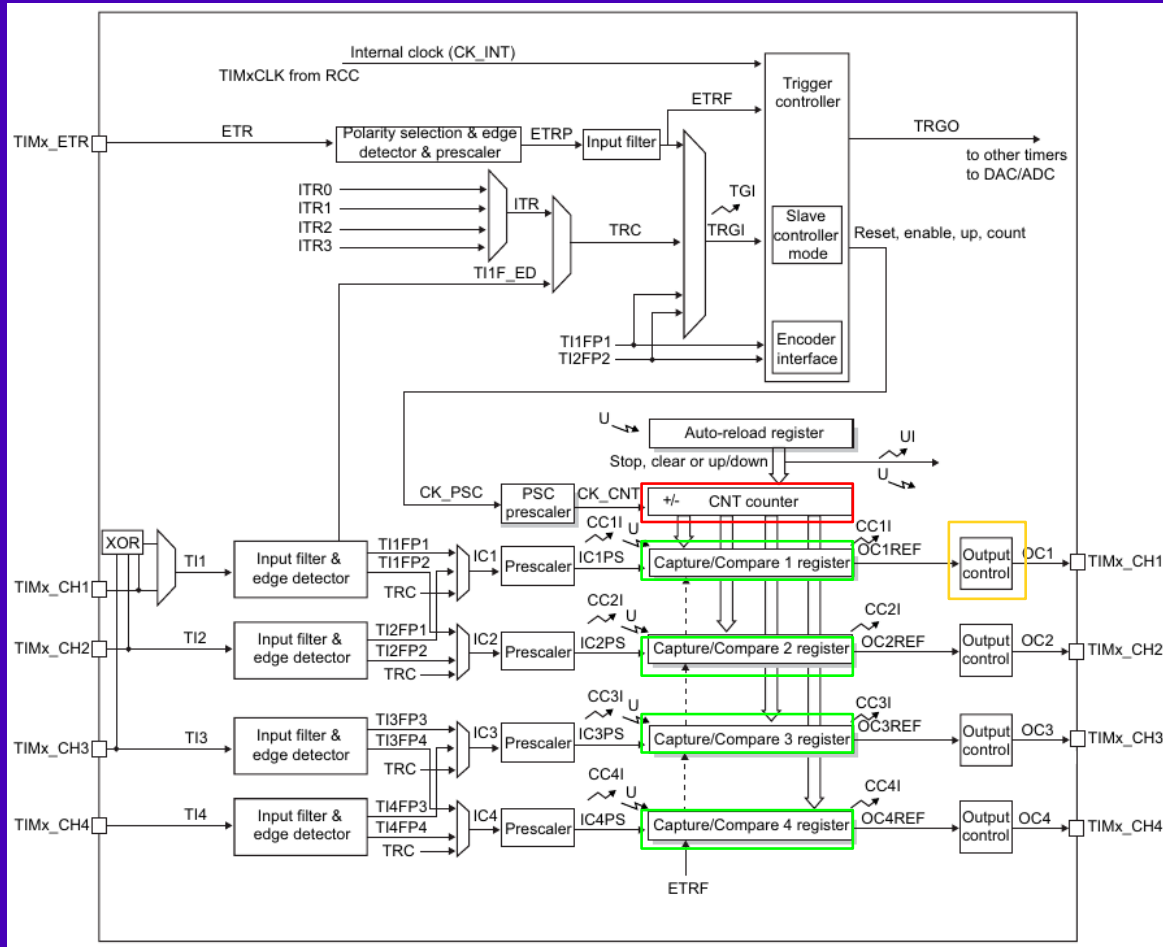 Internal clock (CK_INT)
TIMxCLK from RCC
Trigger
controller
ETRF
TIMx_ETR
ETR
Polarity selection & edge
detector & prescaler
ETRP
Input filter
TRGO
to other timers
to DAC/ADC
ITR0
ITR1
ITR2
ITR3
ITR
TRC
TI1F_ED
TGI
TRGI
Slave
controller
mode
Reset, enable, up, count
TI1FP1
TI2FP2
Encoder
interface
U
Auto-reload register
UI
Stop, clear or up/down
U
CK_PSC
PSC
prescaler
CK_CNT
+/- CNT counter
XOR
TI1
TIMx_CH1
Input filter &
edge detector
TI1FP1
TI1FP2
TRC
IC1
Prescaler
IC1PS
CC1I
U
Capture/Compare 1 register
CC1I
OC1REF
Output
control
OC1
TIMx_CH1
TIMx_CH2
TI2
Input filter &
edge detector
TI2FP1
TI2FP2
TRC
IC2
Prescaler
IC2PS
CC2I
U
Capture/Compare 2 register
CC2I
OC2REF
Output
control
OC2
TIMx_CH2
TIMx_CH3
TI3
Input filter &
edge detector
TI3FP3
TI3FP4
TRC
IC3
Prescaler
IC3PS
CC3I
U
Capture/Compare 3 register
CC3I
OC3REF
Output
control
OC3
TIMx_CH3
TIMx_CH4
TI4
Input filter &
edge detector
TI4FP3
TI4FP4
TRC
IC4
Prescaler
IC4PS
CC4I
U
Capture/Compare 4 register
CC4I
OC4REF
Output
control
OC4
TIMx_CH4
ETRF